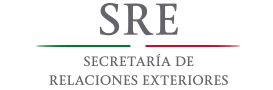 SRE
SECRETARÍA DE
RELACIONES EXTERIORES